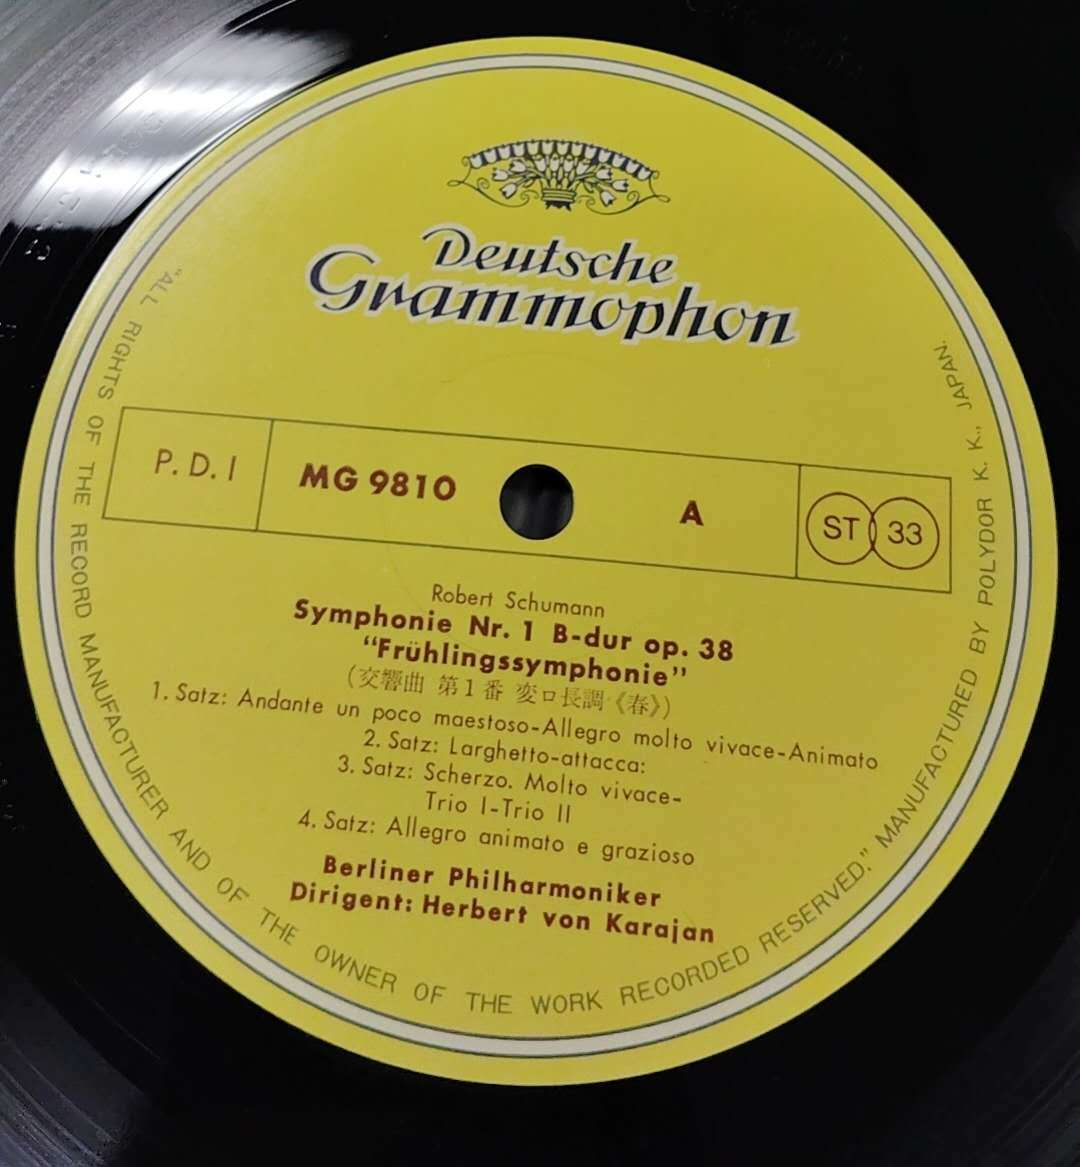 Deutsche
Grammophon
P. D. I
MG 9810
A
ST 33
Robert Schumann
Symphonie Nr. 1 B-dur op. 38
“Frühlingssymphonie”
(交響曲 第1番 変ロ長調《春》)
1. Satz: Andante un poco maestoso-Allegro molto vivace-Animato
2. Satz: Larghetto-attacca:
3. Satz: Scherzo. Molto vivace-
Trio I-Trio II
4. Satz: Allegro animato e grazioso
Berliner Philharmoniker
Dirigent: Herbert von Karajan
“ALL RIGHTS OF THE RECORD MANUFACTURER AND OF THE OWNER OF THE WORK RECORDED RESERVED,” MANUFACTURED BY POLYDOR K. K., JAPAN.